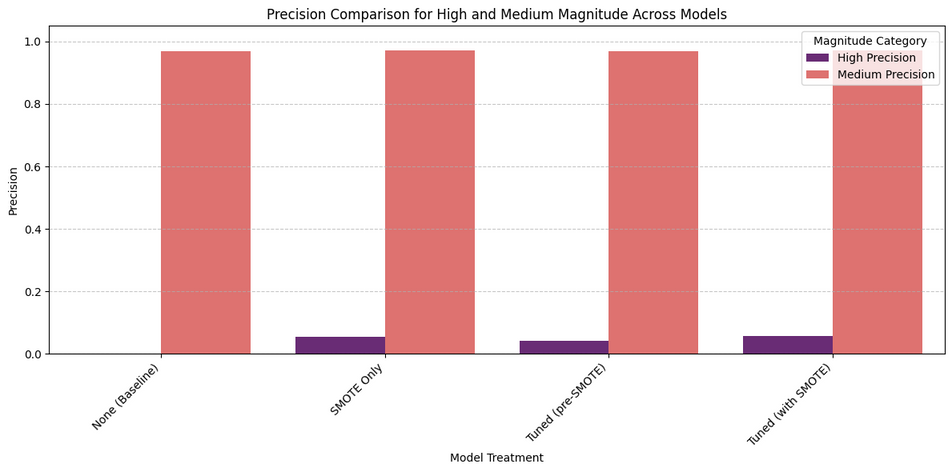 Precision Comparison for High and Medium Magnitude Across Models
Magnitude Category
High Precision
Medium Precision
Precision
1.0
0.8
0.6
0.4
0.2
0.0
None (Baseline)
SMOTE Only
Tuned (pre-SMOTE)
Tuned (with SMOTE)
Model Treatment